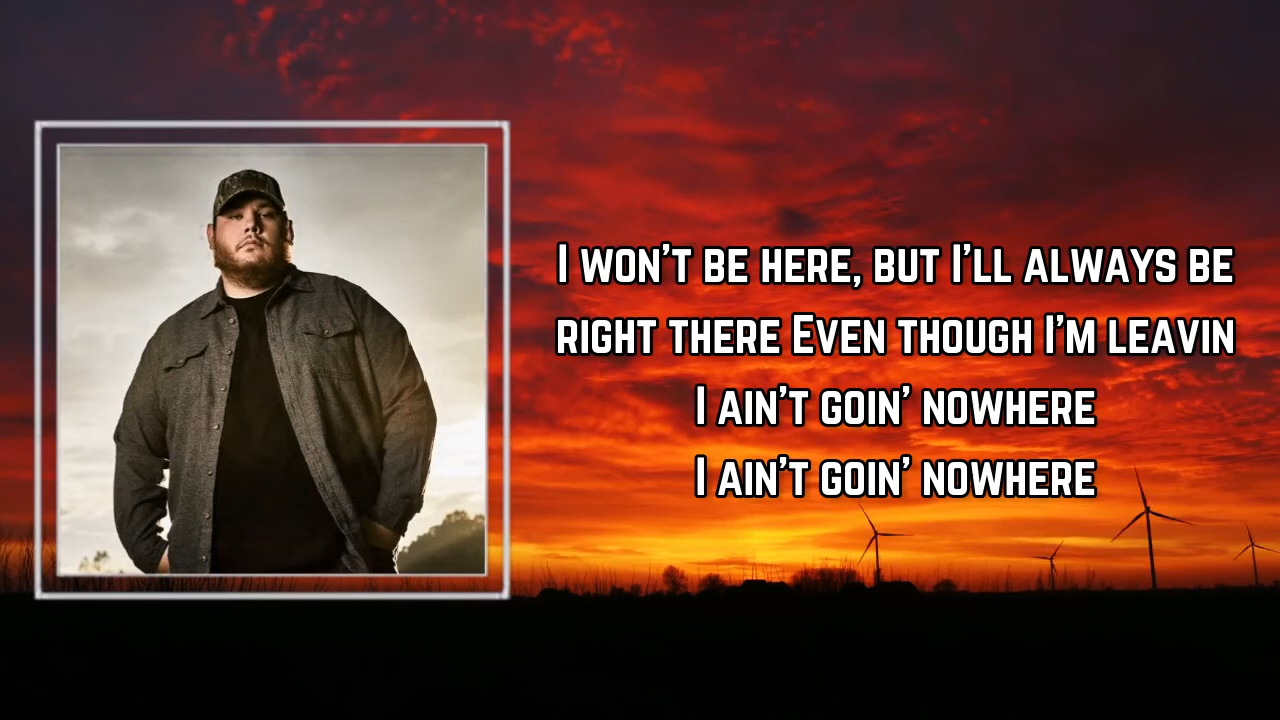 I won't be here, but I'll always be
right there Even though I'm leavin
I ain't goin' nowhere
I ain't goin' nowhere